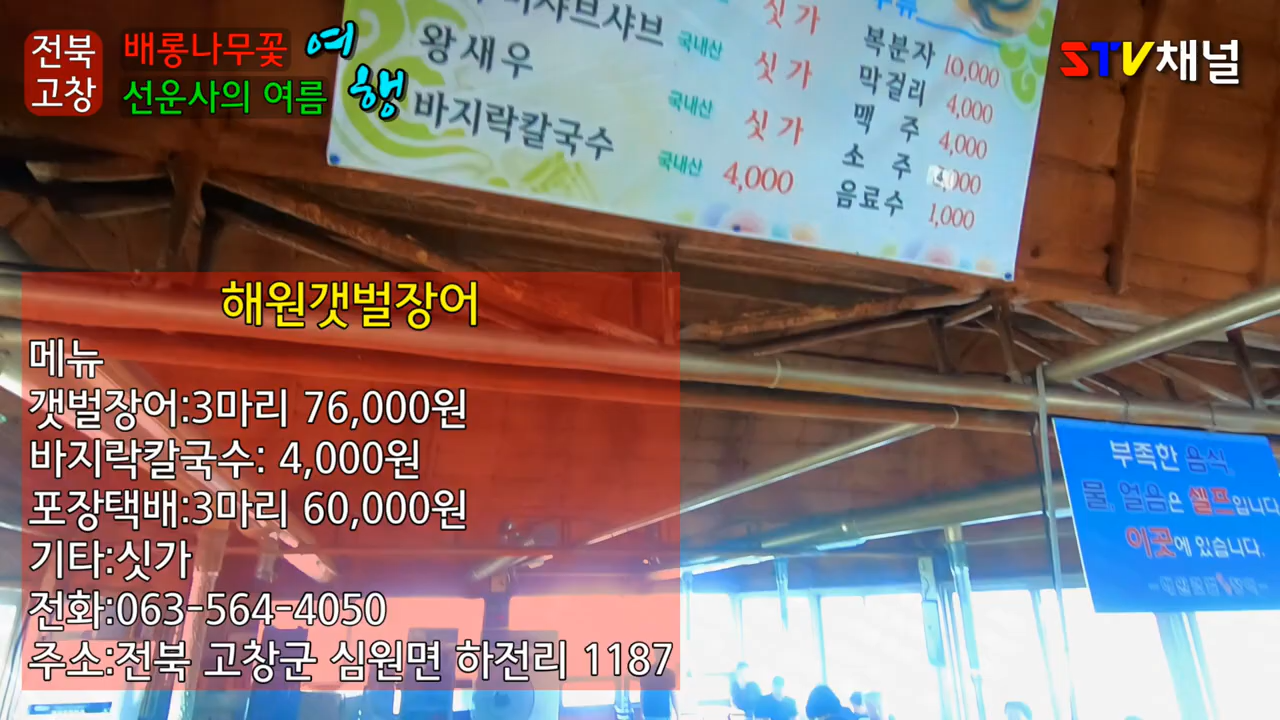 전북
고창
배롱나무꽃 여
선운사의 여름 행
STV채널
샤브샤브 국내산 싯가
왕새우 국내산 싯가
바지락칼국수 국내산 싯가
4,000
복분자 10,000
막걸리 4,000
맥 주 4,000
소 주 4,000
음료수 1,000
해원갯벌장어
메뉴
갯벌장어:3마리 76,000원
바지락칼국수: 4,000원
포장택배:3마리 60,000원
기타:싯가
전화:063-564-4050
주소:전북 고창군 심원면 하전리 1187
부족한 음식,
물, 얼음은 셀프입니다
이곳에 있습니다.